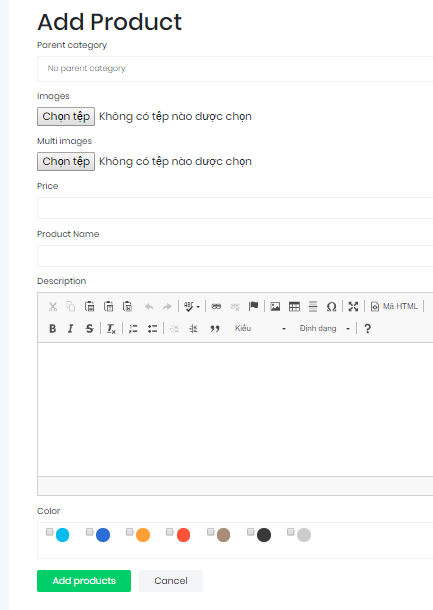 Add Product
Parent category
No parent category
images
Chọn tệp Không có tệp nào được chọn
Multi images
Chọn tệp Không có tệp nào được chọn
Price
Product Name
Description
ABC Ω Mã HTML
B I S Tx Kiểu Định dạng ?
Color
Add products Cancel